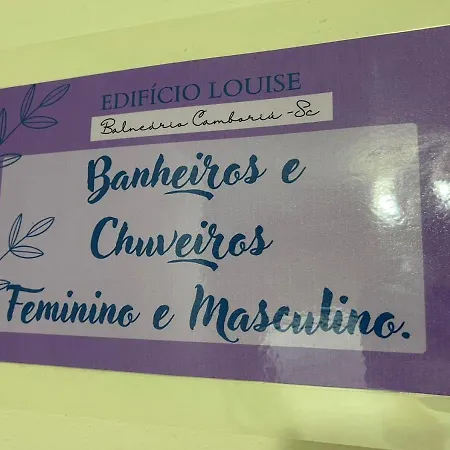 EDIFÍCIO LOUISE
Balneário Camboriú - Sc
Banheiros e
Chuveiros
Feminino e Masculino.